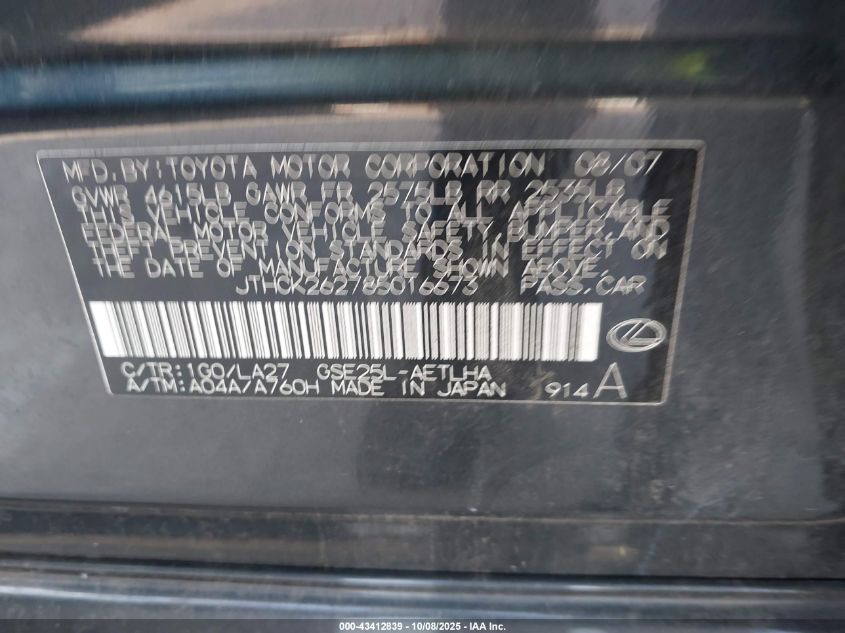 MFD. BY: TOYOTA MOTOR CORPORATION 08/07
GVWR 4615LB GAWR FR 2575LB RR 2535LB
THIS VEHICLE CONFORMS TO ALL APPLICABLE
FEDERAL MOTOR VEHICLE SAFETY, BUMPER, AND
THEFT PREVENTION STANDARDS IN EFFECT ON
THE DATE OF MANUFACTURE SHOWN ABOVE.
JTHCK262785016673 PASS. CAR
C/TR: 1G0/LA27 GSE25L-AETLHA
A/TM: A04A/A760H MADE IN JAPAN 914 A
000-43412839 - 10/08/2025 - IAA Inc.